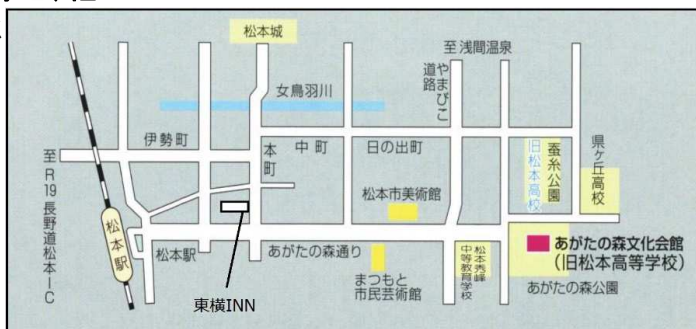 松本城
至 浅間温泉
やまびこ
道路
女鳥羽川
伊勢町
本町
中町
日の出町
旧松本高校
蚕糸公園
県ヶ丘高校
至R19 長野道松本IC
松本市美術館
松本駅
松本駅
あがたの森通り
まつもと
市民芸術館
松本秀峰
中等教育学校
あがたの森文化会館
(旧松本高等学校)
あがたの森公園
東横INN